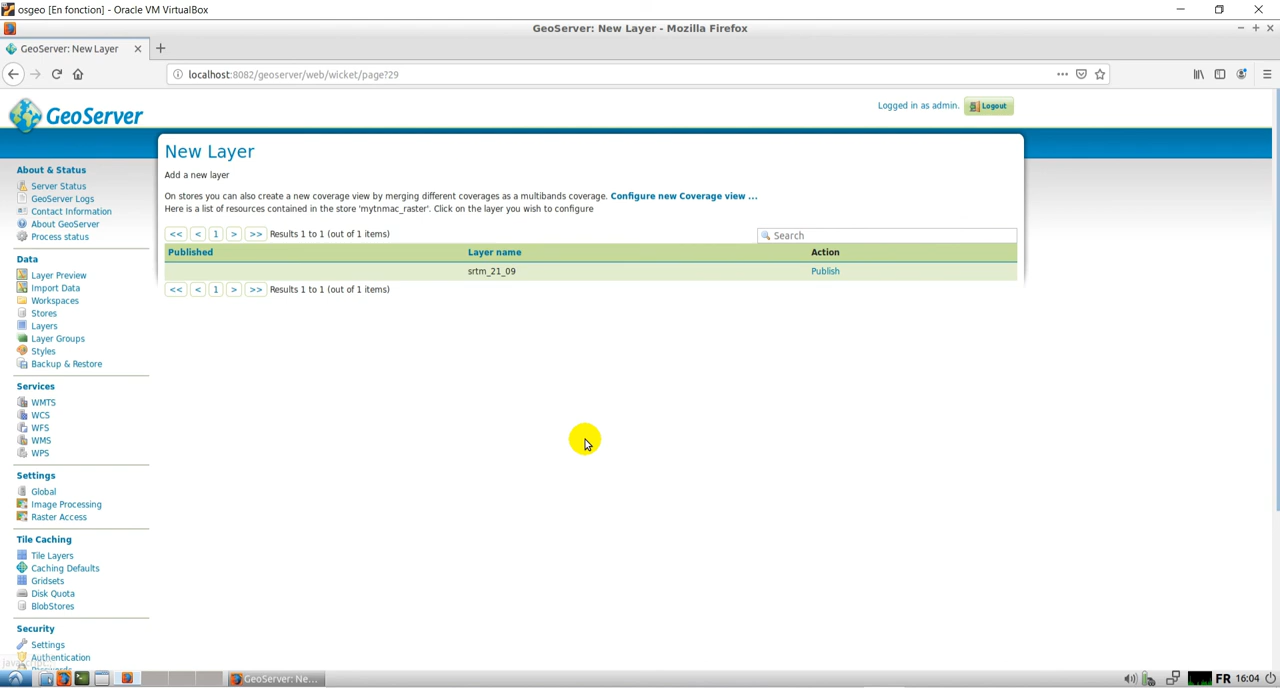 osgeo [En fonction] - Oracle VM VirtualBox
GeoServer: New Layer - Mozilla Firefox
GeoServer: New Layer
localhost:8082/geoserver/web/wicket/page?29
GeoServer
Logged in as admin.
Logout
New Layer
Add a new layer
On stores you can also create a new coverage view by merging different coverages as a multibands coverage. Configure new Coverage view ...
Here is a list of resources contained in the store 'mytnmac_raster'. Click on the layer you wish to configure
<< < 1 > >> Results 1 to 1 (out of 1 items)
Search
Published Layer name Action
srtm_21_09 Publish
<< < 1 > >> Results 1 to 1 (out of 1 items)
About & Status
Server Status
GeoServer Logs
Contact Information
About GeoServer
Process status
Data
Layer Preview
Import Data
Workspaces
Stores
Layers
Layer Groups
Styles
Backup & Restore
Services
WMTS
WCS
WFS
WMS
WPS
Settings
Global
Image Processing
Raster Access
Tile Caching
Tile Layers
Caching Defaults
Gridsets
Disk Quota
BlobStores
Security
Settings
Authentication
GeoServer: Ne...
FR 16:04